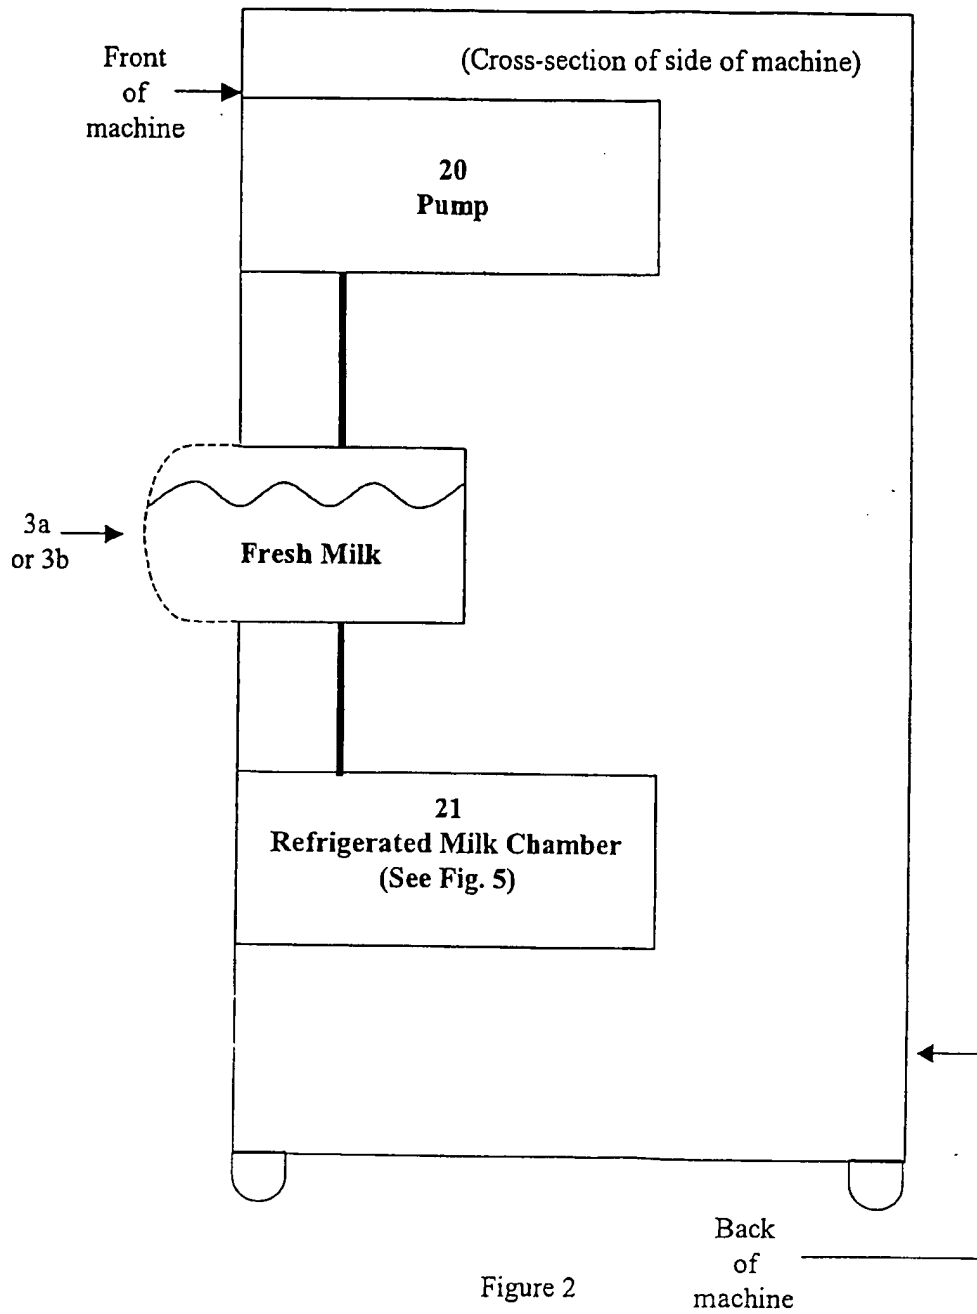 (Cross-section of side of machine)
Front
of
machine
20
Pump
3a
or 3b
Fresh Milk
21
Refrigerated Milk Chamber
(See Fig. 5)
Back
of
machine
Figure 2